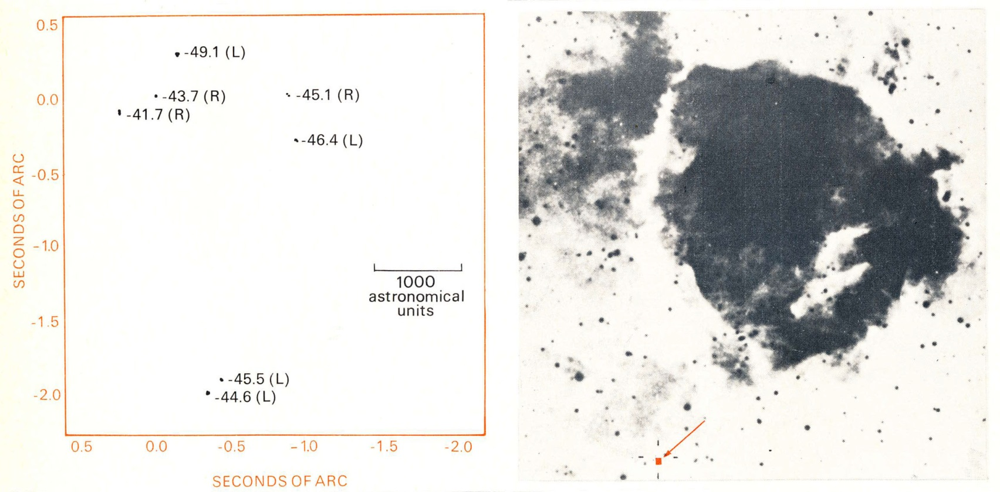 0.5
-49.1 (L)
0.0
-43.7 (R)
-45.1 (R)
-41.7 (R)
-46.4 (L)
-0.5
SECONDS OF ARC
-1.0
1000
astronomical
units
-1.5
-45.5 (L)
-2.0
-44.6 (L)
0.5 0.0 -0.5 -1.0 -1.5 -2.0
SECONDS OF ARC